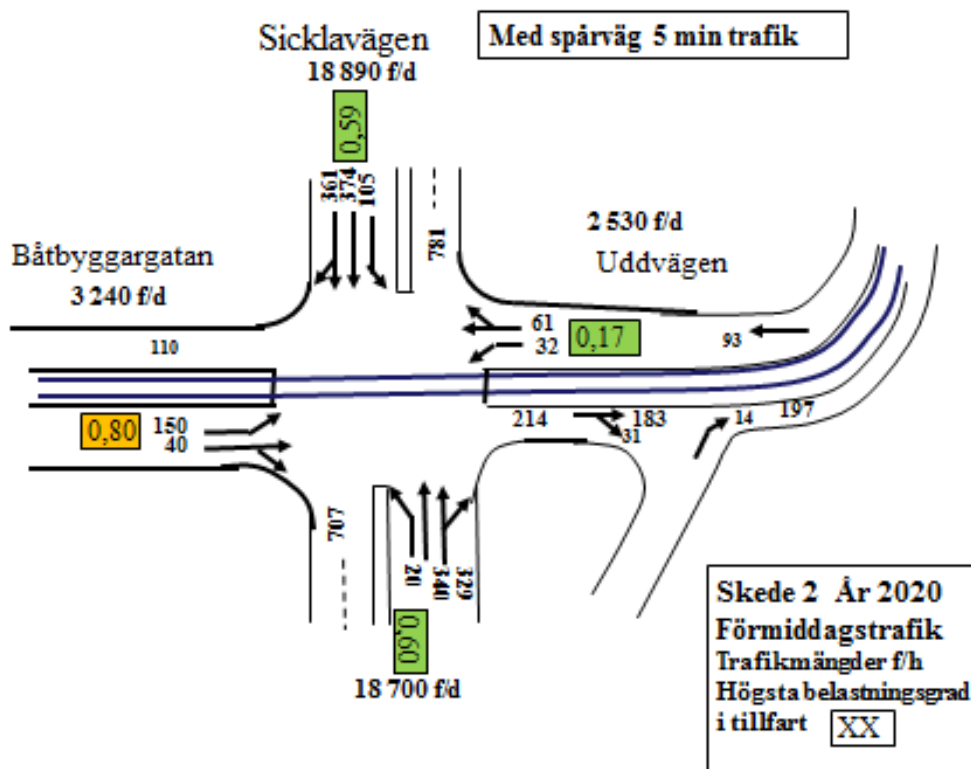 Sicklavägen
18 890 f/d
Med spårväg 5 min trafik
0,59
361
374
105
781
2 530 f/d
Uddvägen
Båtbyggargatan
3 240 f/d
110
61
32
0,17
93
0,80
150
40
214
183
31
14
197
707
20
340
329
0,60
18 700 f/d
Skede 2 År 2020
Förmiddagstrafik
Trafikmängder f/h
Högsta belastningsgrad
i tillfart XX